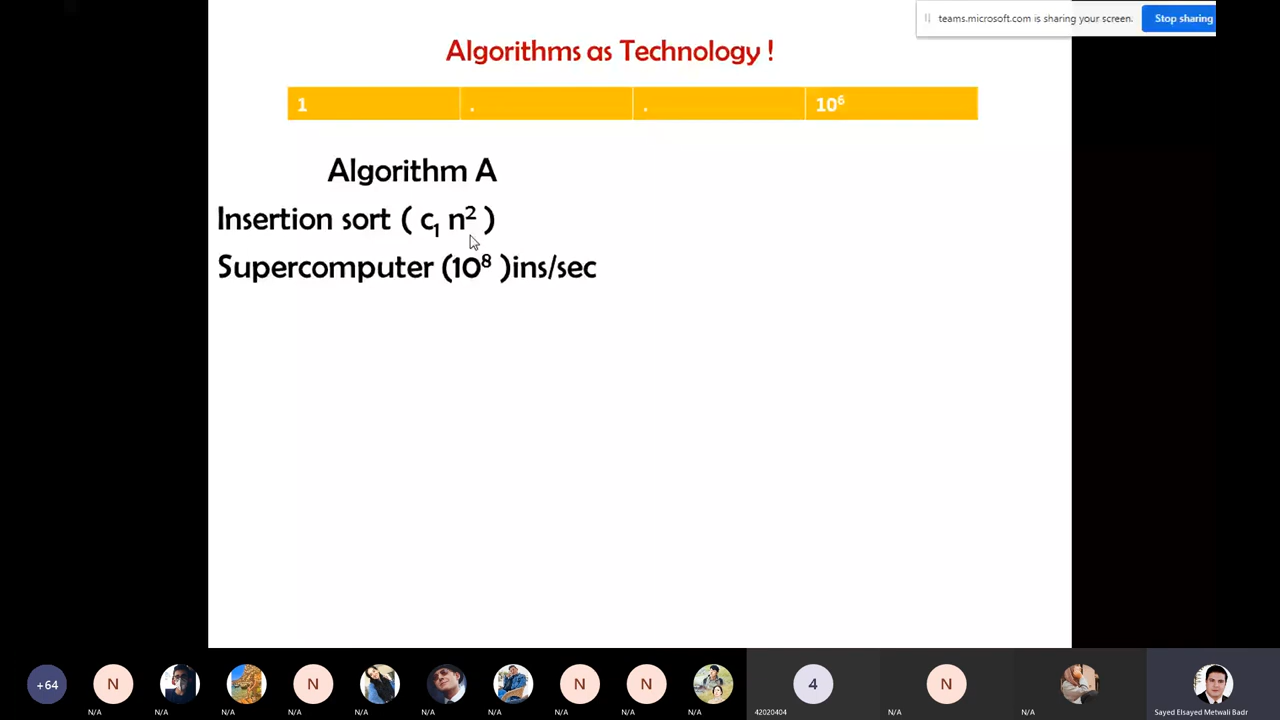 teams.microsoft.com is sharing your screen. Stop sharing
Algorithms as Technology !
1 . . 10⁶
Algorithm A
Insertion sort ( c₁ n² )
Supercomputer (10⁸ )ins/sec
+64 N N N N 4 N
N/A N/A N/A N/A N/A N/A N/A N/A N/A N/A 42020404 N/A N/A Sayed Elsayed Metwali Badr